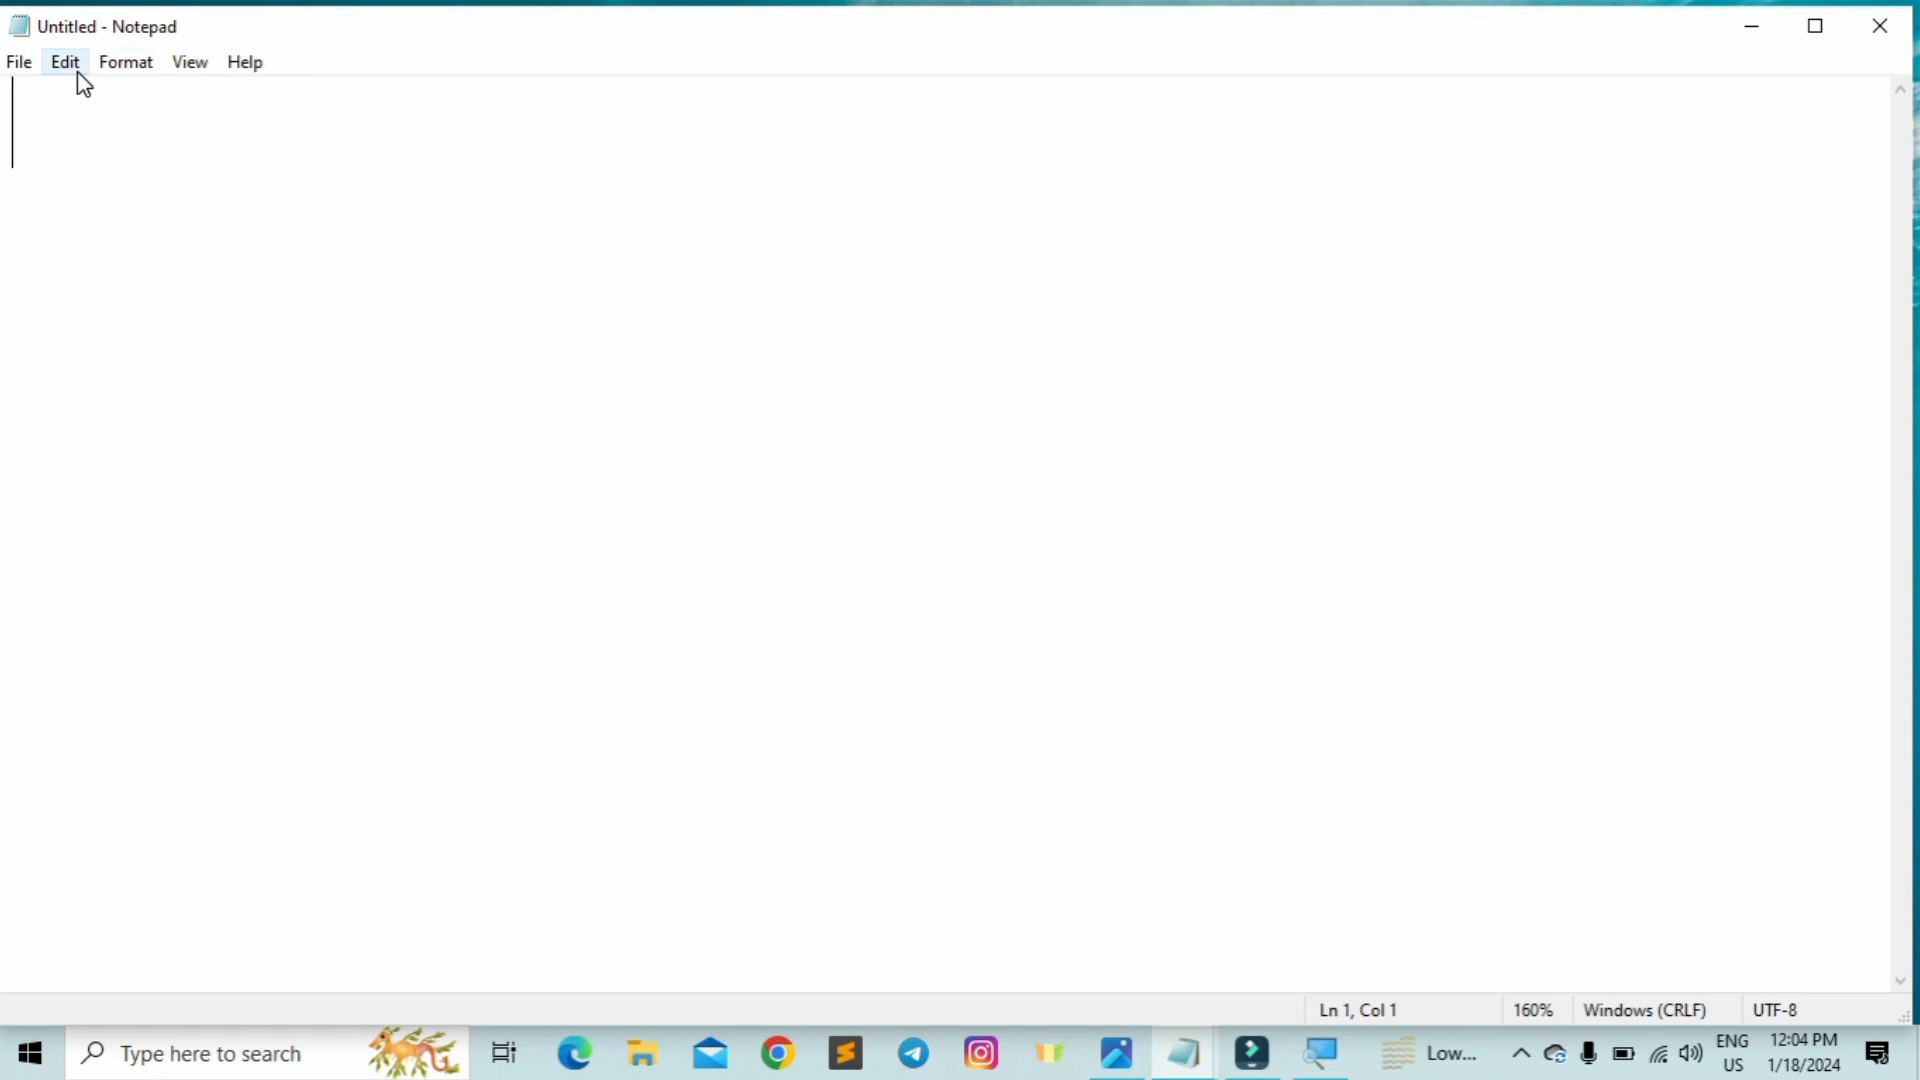 Untitled - Notepad
File Edit Format View Help
Ln 1, Col 1 160% Windows (CRLF) UTF-8
Type here to search Low... ENG 12:04 PM
US 1/18/2024